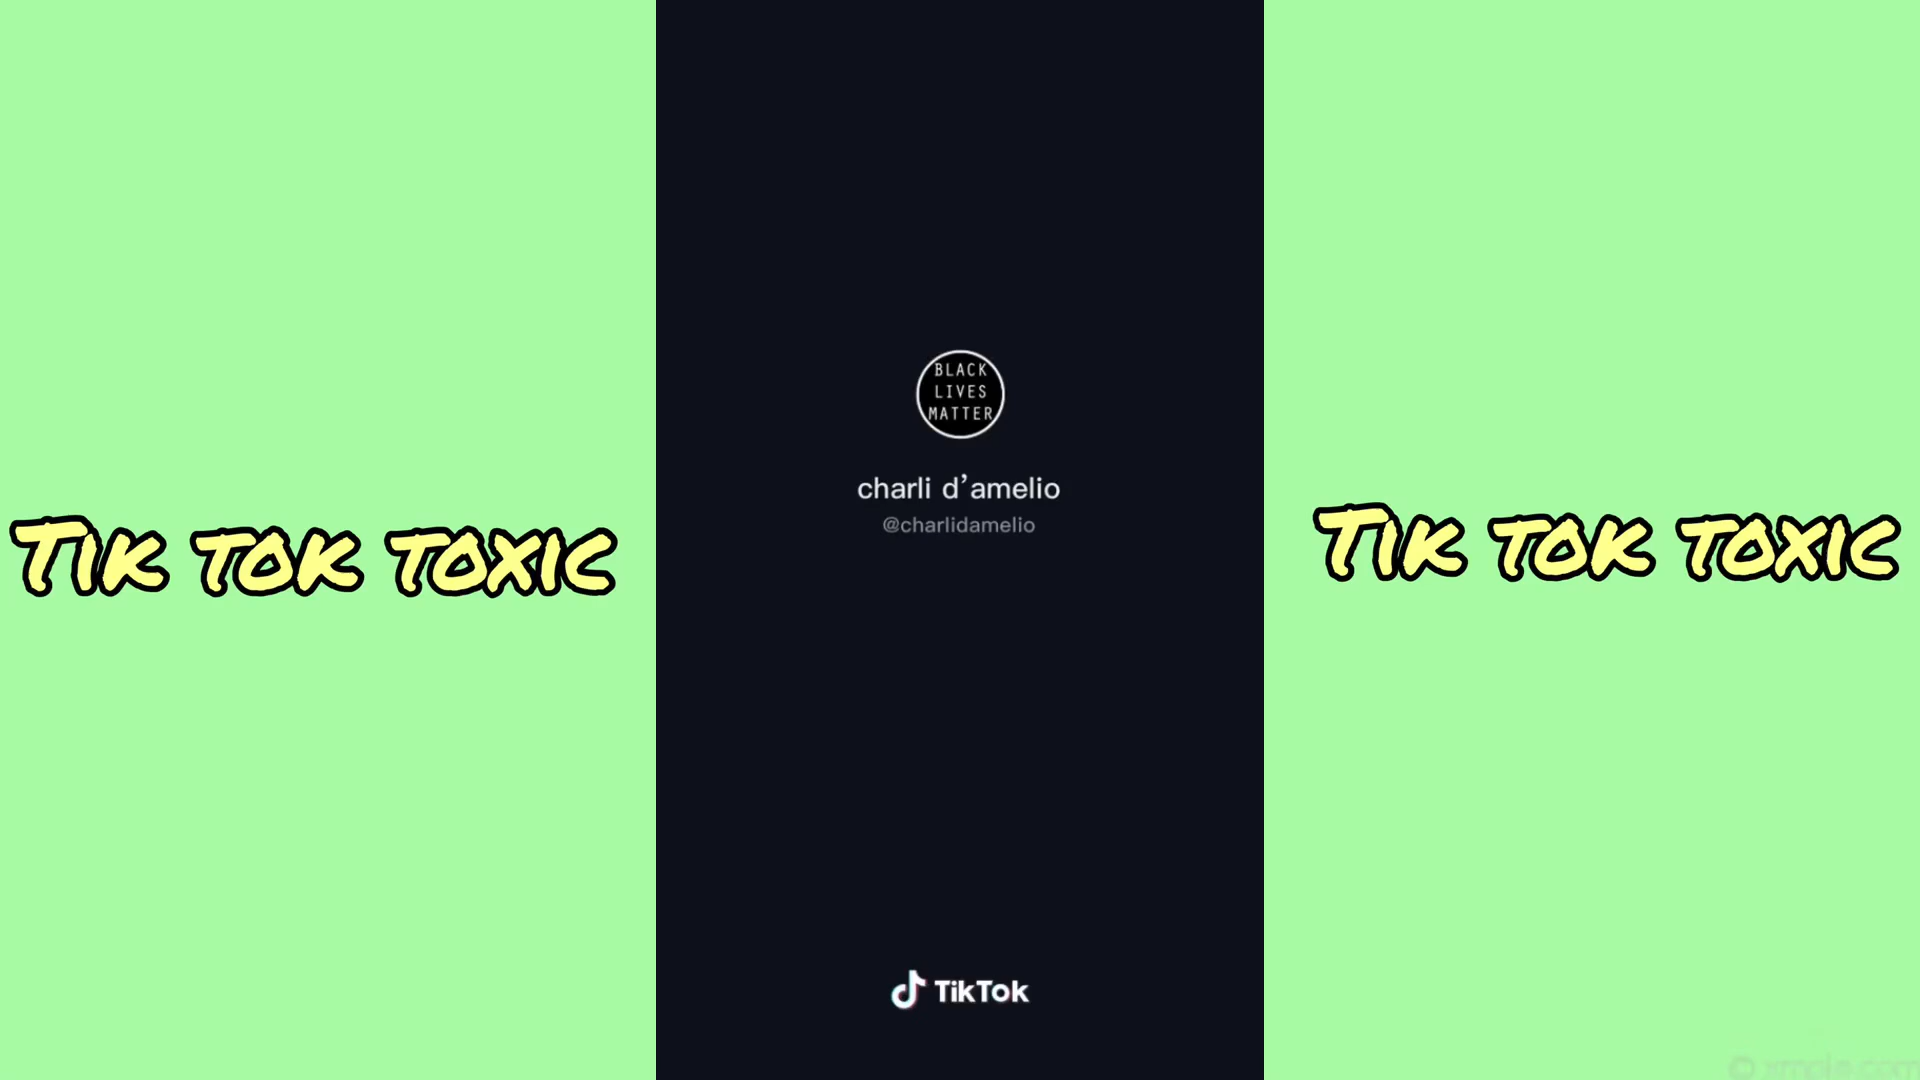 BLACK
LIVES
MATTER
charli d’amelio
@charlidamelio
TIK TOK TOXIC
TIK TOK TOXIC
TikTok